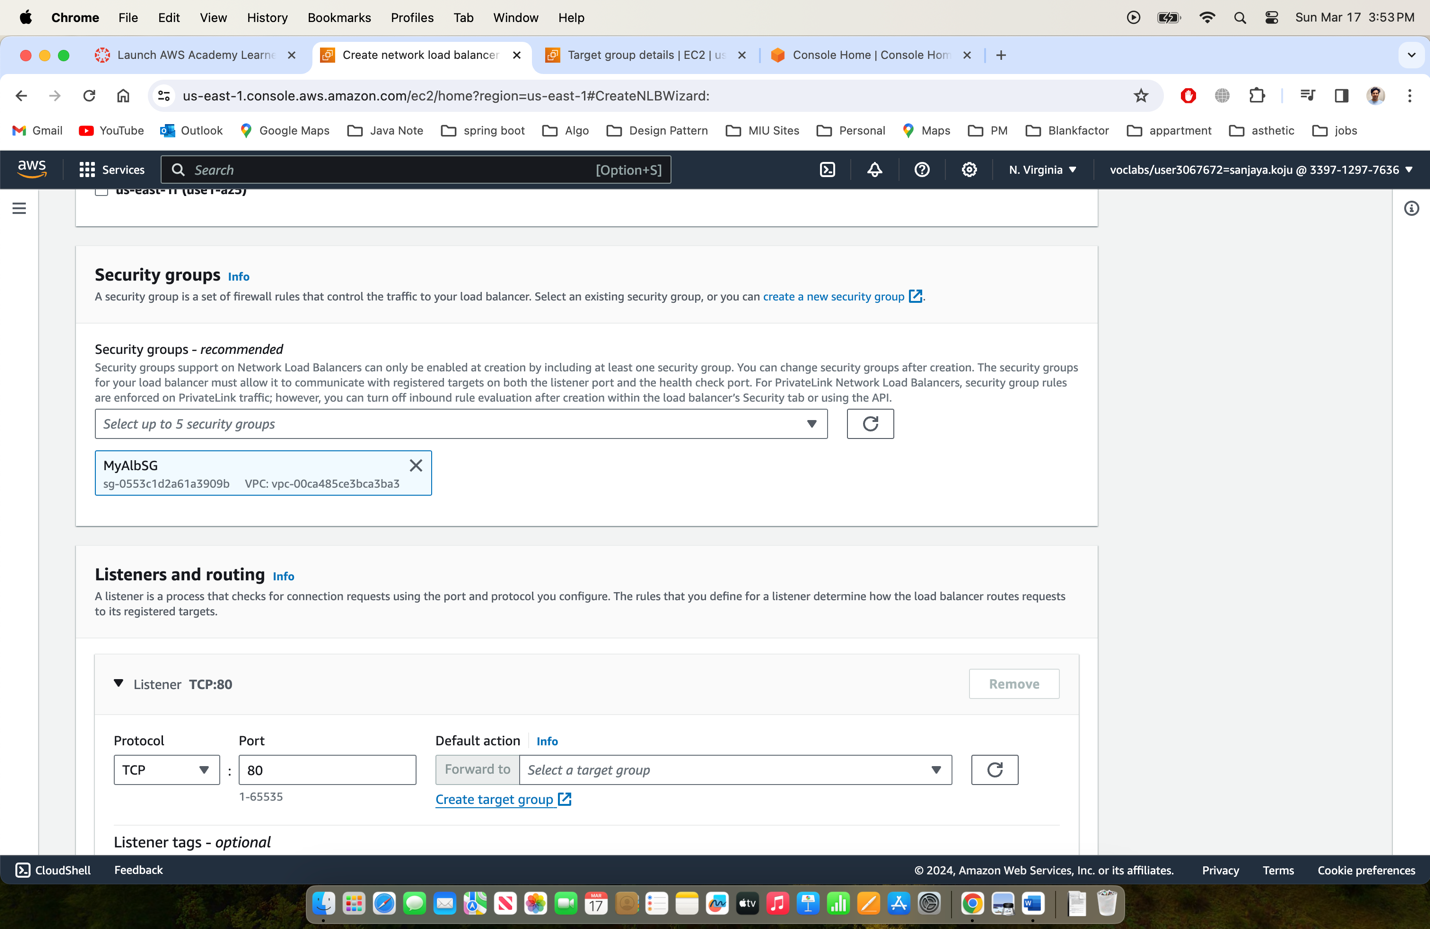 Chrome File Edit View History Bookmarks Profiles Tab Window Help Sun Mar 17 3:53 PM
Launch AWS Academy Learne Create network load balancer Target group details | EC2 | us Console Home | Console Hom
us-east-1.console.aws.amazon.com/ec2/home?region=us-east-1#CreateNLBWizard:
Gmail YouTube Outlook Google Maps Java Note spring boot Algo Design Pattern MIU Sites Personal Maps PM Blankfactor appartment asthetic jobs
aws Services Search [Option+S] N. Virginia voclabs/user3067672=sanjaya.koju @ 3397-1297-7636
us-east-1f (use1-az5)
Security groups Info
A security group is a set of firewall rules that control the traffic to your load balancer. Select an existing security group, or you can create a new security group.
Security groups - recommended
Security groups support on Network Load Balancers can only be enabled at creation by including at least one security group. You can change security groups after creation. The security groups
for your load balancer must allow it to communicate with registered targets on both the listener port and the health check port. For PrivateLink Network Load Balancers, security group rules
are enforced on PrivateLink traffic; however, you can turn off inbound rule evaluation after creation within the load balancer's Security tab or using the API.
Select up to 5 security groups
MyAlbSG
sg-0553c1d2a61a3909b VPC: vpc-00ca485ce3bca3ba3
Listeners and routing Info
A listener is a process that checks for connection requests using the port and protocol you configure. The rules that you define for a listener determine how the load balancer routes requests
to its registered targets.
Listener TCP:80 Remove
Protocol Port Default action Info
TCP : 80 Forward to Select a target group
1-65535 Create target group
Listener tags - optional
CloudShell Feedback © 2024, Amazon Web Services, Inc. or its affiliates. Privacy Terms Cookie preferences
MAR
17
tv
W